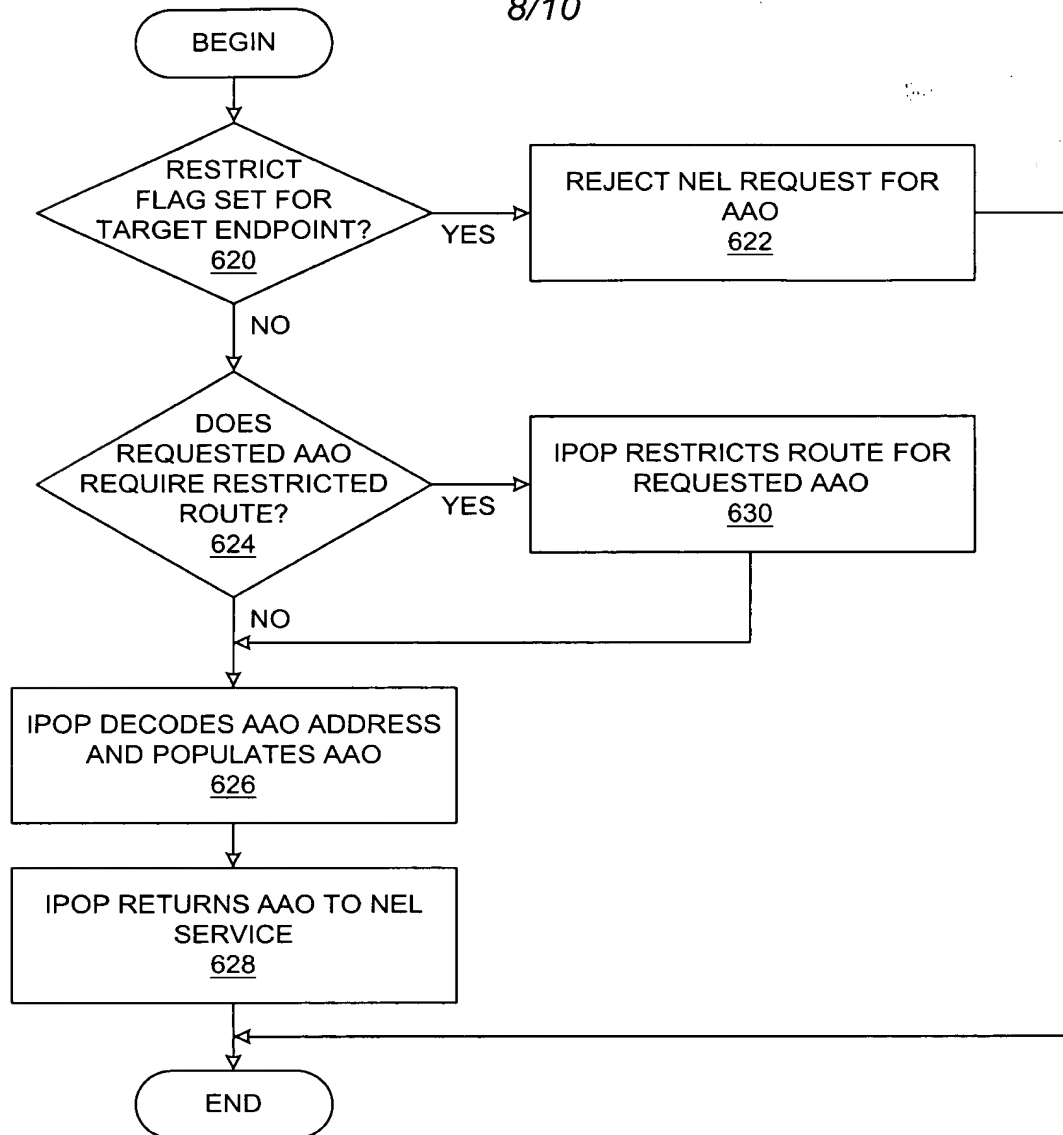 8/10
BEGIN
RESTRICT
FLAG SET FOR
TARGET ENDPOINT?
620
YES
REJECT NEL REQUEST FOR
AAO
622
NO
DOES
REQUESTED AAO
REQUIRE RESTRICTED
ROUTE?
624
YES
IPOP RESTRICTS ROUTE FOR
REQUESTED AAO
630
NO
IPOP DECODES AAO ADDRESS
AND POPULATES AAO
626
IPOP RETURNS AAO TO NEL
SERVICE
628
END